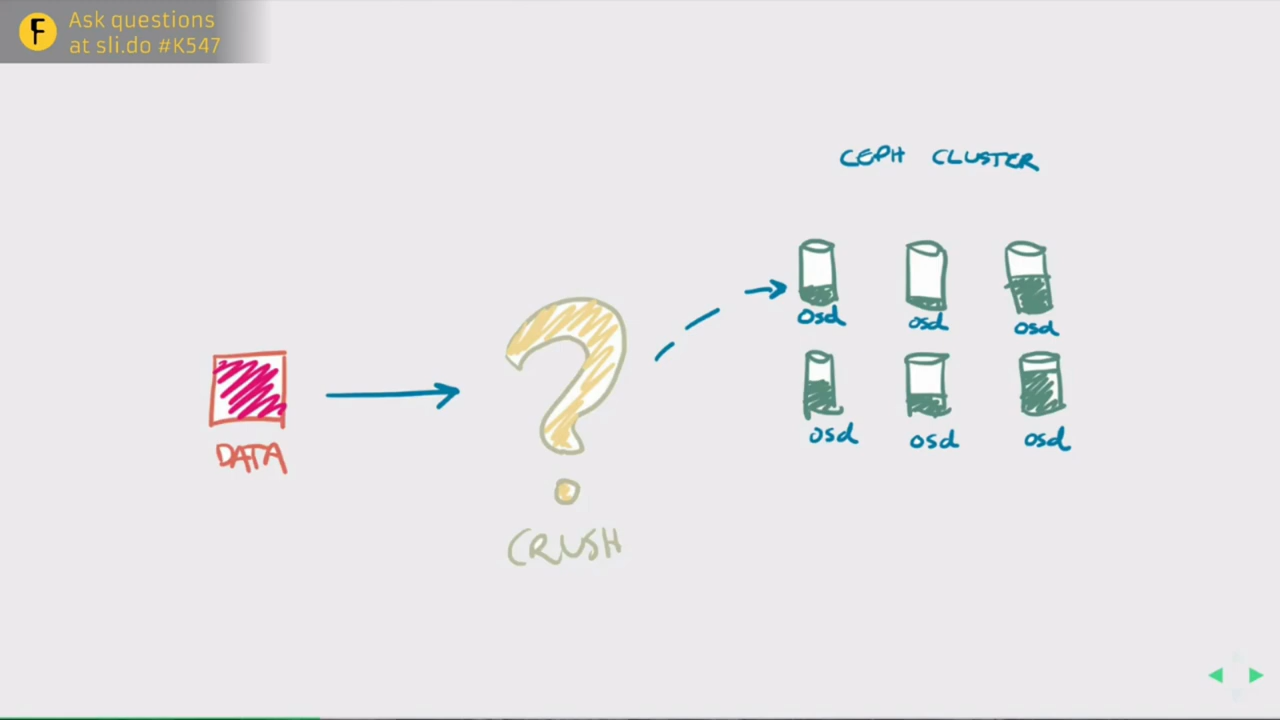 F
Ask questions
at sli.do #K547
CEPH CLUSTER
osd
osd
osd
osd
osd
osd
DATA
CRUSH